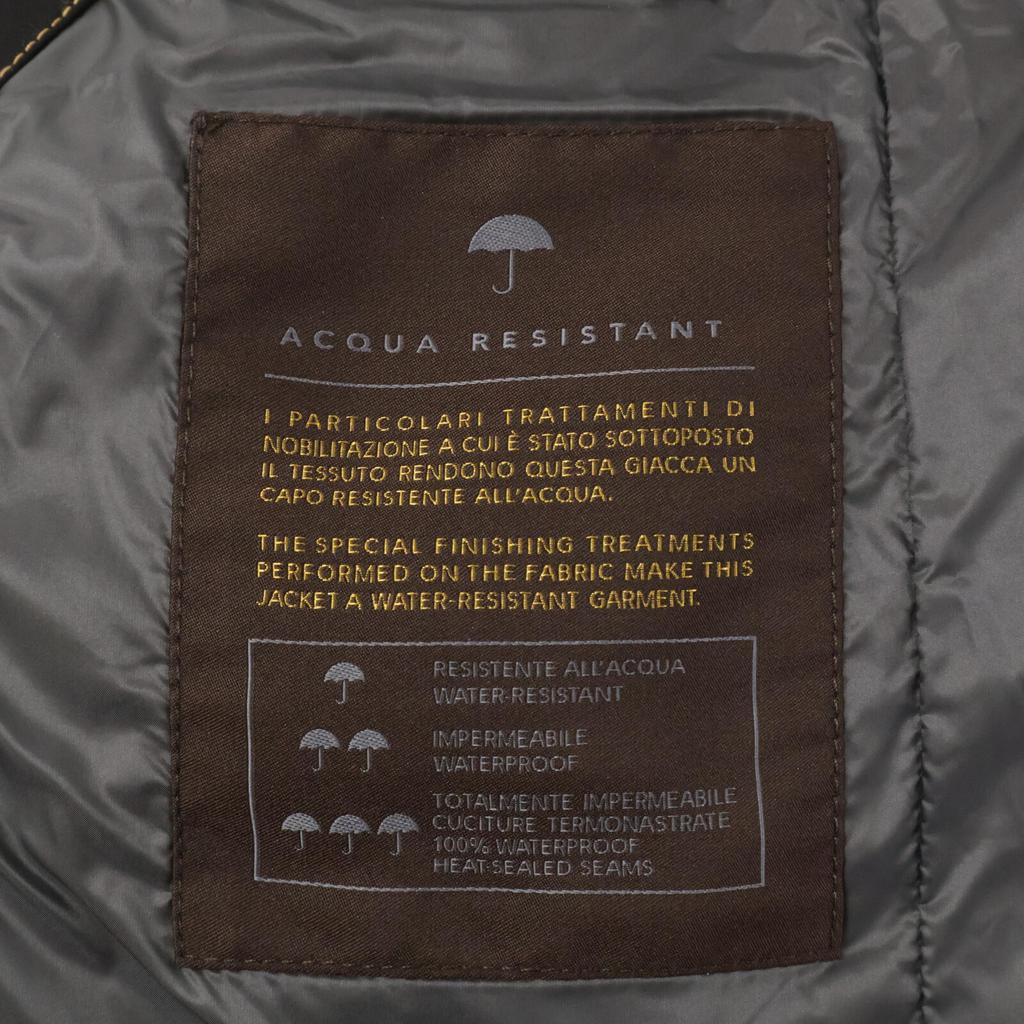 ACQUA RESISTANT
I PARTICOLARI TRATTAMENTI DI
NOBILITAZIONE A CUI È STATO SOTTOPOSTO
IL TESSUTO RENDONO QUESTA GIACCA UN
CAPO RESISTENTE ALL'ACQUA.
THE SPECIAL FINISHING TREATMENTS
PERFORMED ON THE FABRIC MAKE THIS
JACKET A WATER-RESISTANT GARMENT.
RESISTENTE ALL'ACQUA
WATER-RESISTANT
IMPERMEABILE
WATERPROOF
TOTALMENTE IMPERMEABILE
CUCITURE TERMONASTRATE
100% WATERPROOF
HEAT-SEALED SEAMS